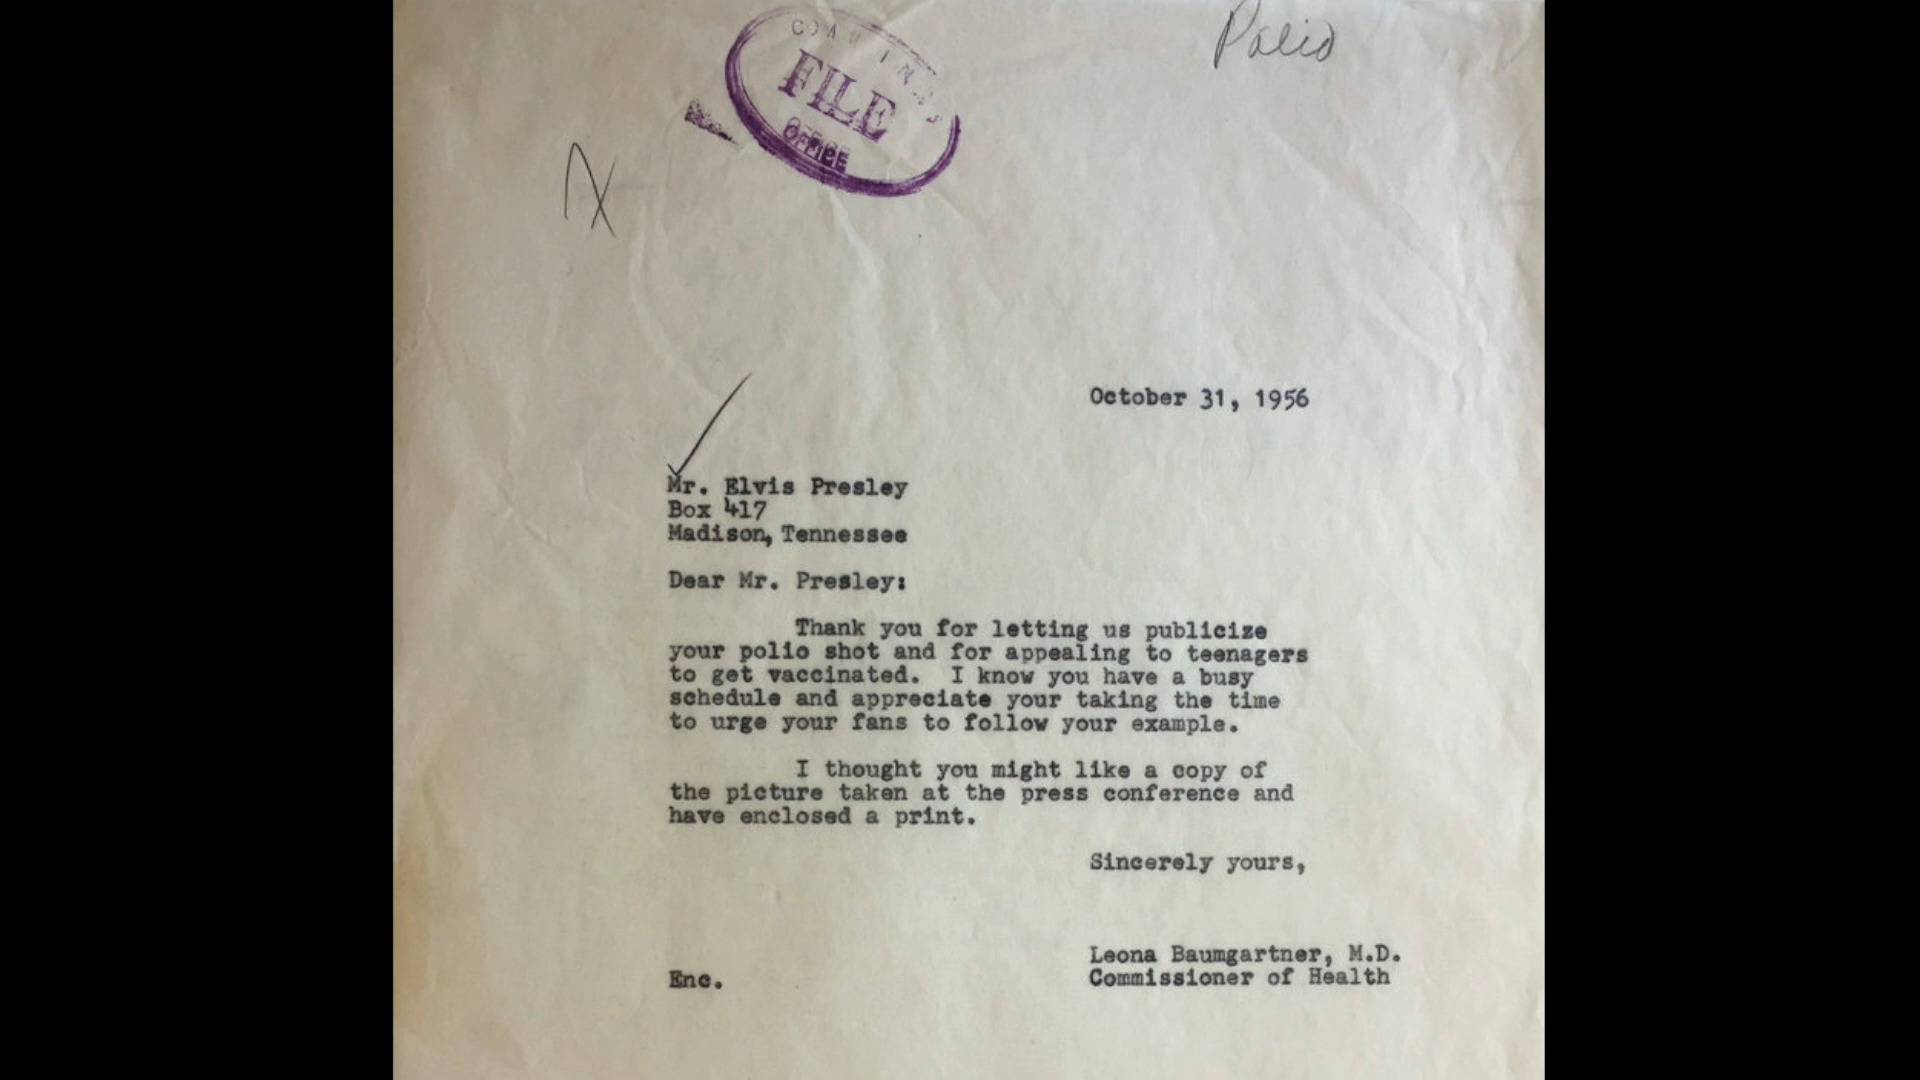 Polio
FILE
OFFICE
October 31, 1956
Mr. Elvis Presley
Box 417
Madison, Tennessee
Dear Mr. Presley:
Thank you for letting us publicize
your polio shot and for appealing to teenagers
to get vaccinated. I know you have a busy
schedule and appreciate your taking the time
to urge your fans to follow your example.
I thought you might like a copy of
the picture taken at the press conference and
have enclosed a print.
Sincerely yours,
Leona Baumgartner, M.D.
Commissioner of Health
Enc.